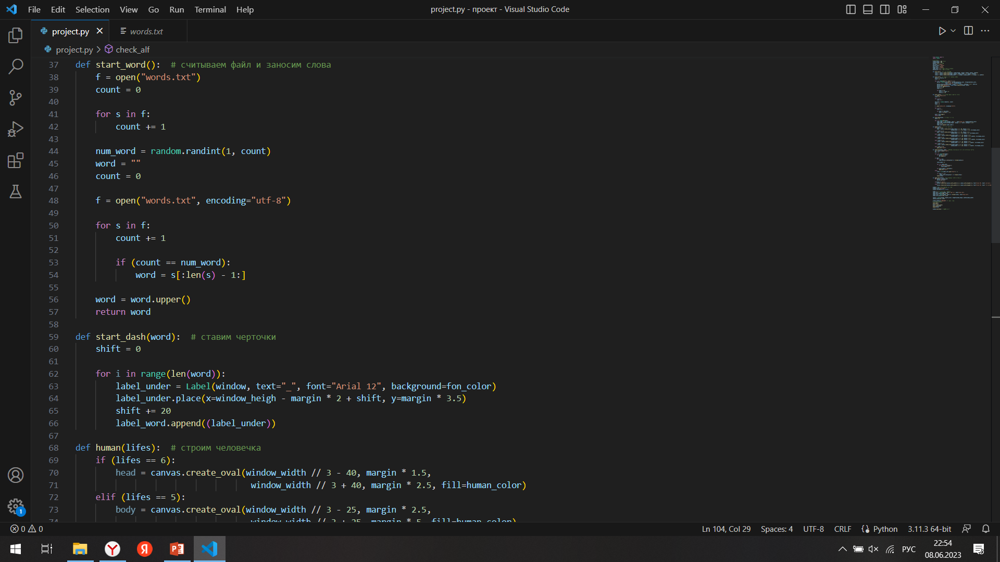 File Edit Selection View Go Run Terminal Help
project.py - проект - Visual Studio Code
project.py words.txt
project.py > check_alf
37 def start_word():  # считываем файл и заносим слова
38     f = open("words.txt")
39     count = 0
40
41     for s in f:
42         count += 1
43
44     num_word = random.randint(1, count)
45     word = ""
46     count = 0
47
48     f = open("words.txt", encoding="utf-8")
49
50     for s in f:
51         count += 1
52
53         if (count == num_word):
54             word = s[:len(s) - 1:]
55
56     word = word.upper()
57     return word
58
59 def start_dash(word):  # ставим черточки
60     shift = 0
61
62     for i in range(len(word)):
63         label_under = Label(window, text="_", font="Arial 12", background=fon_color)
64         label_under.place(x=window_heigh - margin * 2 + shift, y=margin * 3.5)
65         shift += 20
66         label_word.append((label_under))
67
68 def human(lifes):  # строим человечка
69     if (lifes == 6):
70         head = canvas.create_oval(window_width // 3 - 40, margin * 1.5,
71                                    window_width // 3 + 40, margin * 2.5, fill=human_color)
72     elif (lifes == 5):
73         body = canvas.create_oval(window_width // 3 - 25, margin * 2.5,
74                                    window_width // 3 + 25, margin * 5, fill=human_color)
1
0 0
Ln 104, Col 29 Spaces: 4 UTF-8 CRLF Python 3.11.3 64-bit
РУС
22:54
08.06.2023